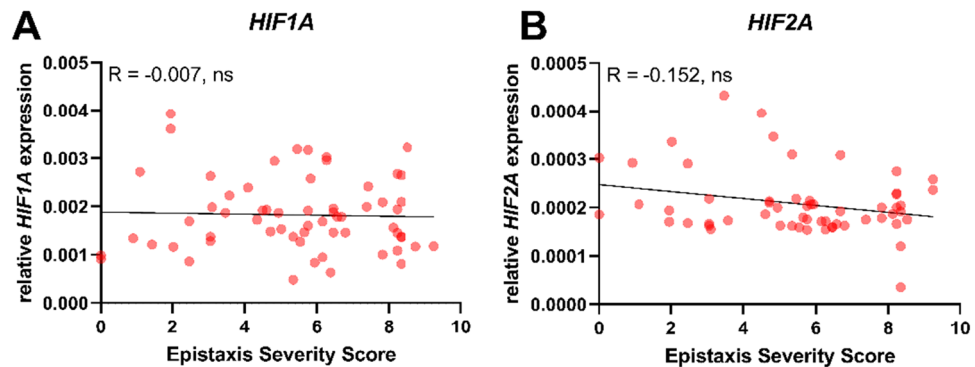 A
HIF1A
R = -0.007, ns
relative HIF1A expression
0.005
0.004
0.003
0.002
0.001
0.000
0
2
4
6
8
10
Epistaxis Severity Score
B
HIF2A
R = -0.152, ns
relative HIF2A expression
0.0005
0.0004
0.0003
0.0002
0.0001
0.0000
0
2
4
6
8
10
Epistaxis Severity Score